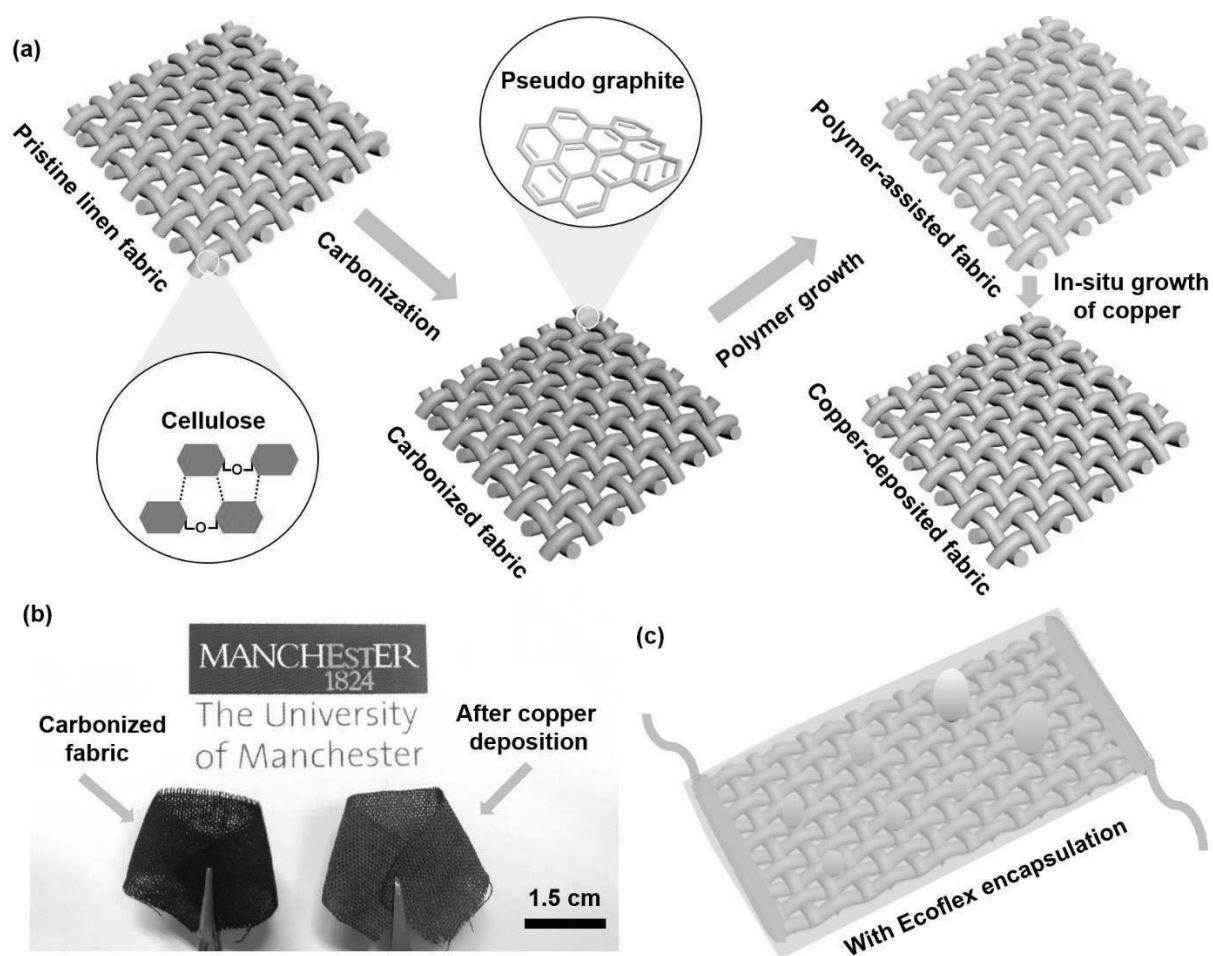 (a)
Pristine linen fabric
Cellulose
O
O
Carbonization
Pseudo graphite
Carbonized fabric
Polymer growth
Polymer-assisted fabric
In-situ growth
of copper
Copper-deposited fabric
(b)
MANCHESTER
1824
The University
of Manchester
Carbonized
fabric
After copper
deposition
1.5 cm
(c)
With Ecoflex encapsulation